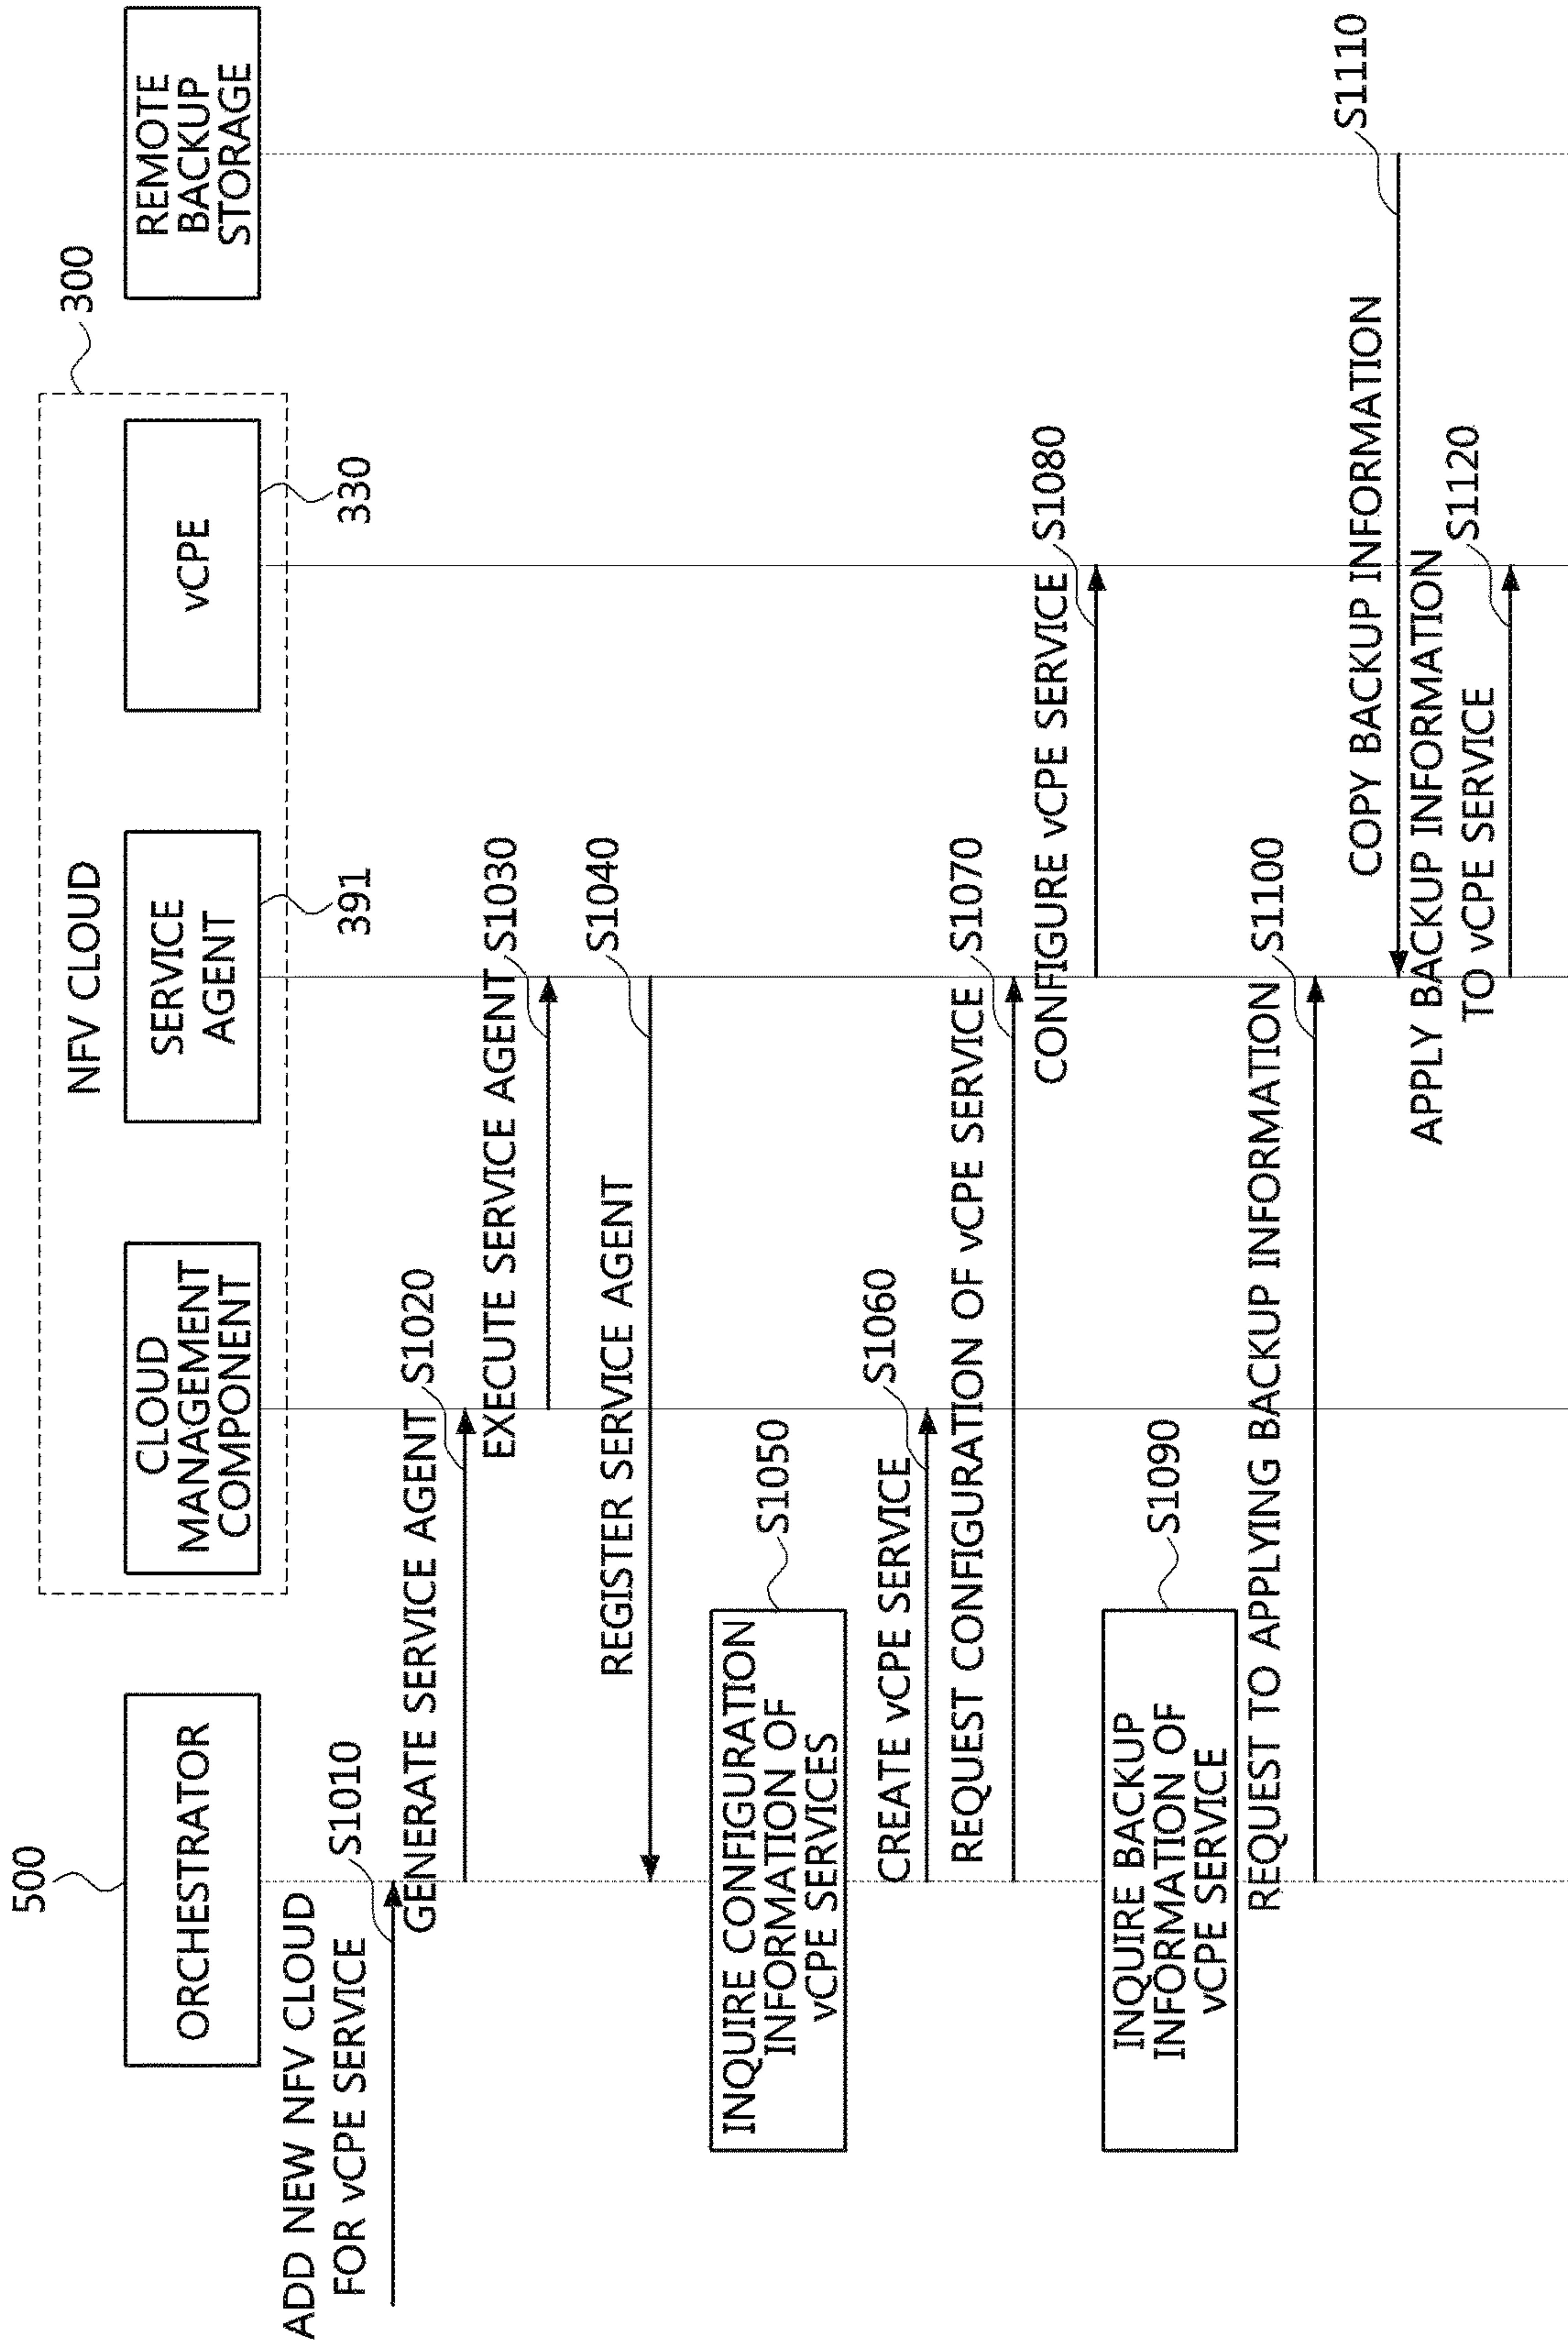 500
300
NFV CLOUD
ORCHESTRATOR
CLOUD
MANAGEMENT
COMPONENT
SERVICE
AGENT
vCPE
REMOTE
BACKUP
STORAGE
391
330
ADD NEW NFV CLOUD
FOR vCPE SERVICE
S1010
GENERATE SERVICE AGENT
S1020
EXECUTE SERVICE AGENT
S1030
REGISTER SERVICE AGENT
S1040
INQUIRE CONFIGURATION
INFORMATION OF
vCPE SERVICES
S1050
CREATE vCPE SERVICE
S1060
REQUEST CONFIGURATION OF vCPE SERVICE
S1070
CONFIGURE vCPE SERVICE
S1080
INQUIRE BACKUP
INFORMATION OF
vCPE SERVICE
S1090
REQUEST TO APPLYING BACKUP INFORMATION
S1100
COPY BACKUP INFORMATION
S1110
APPLY BACKUP INFORMATION
TO vCPE SERVICE
S1120